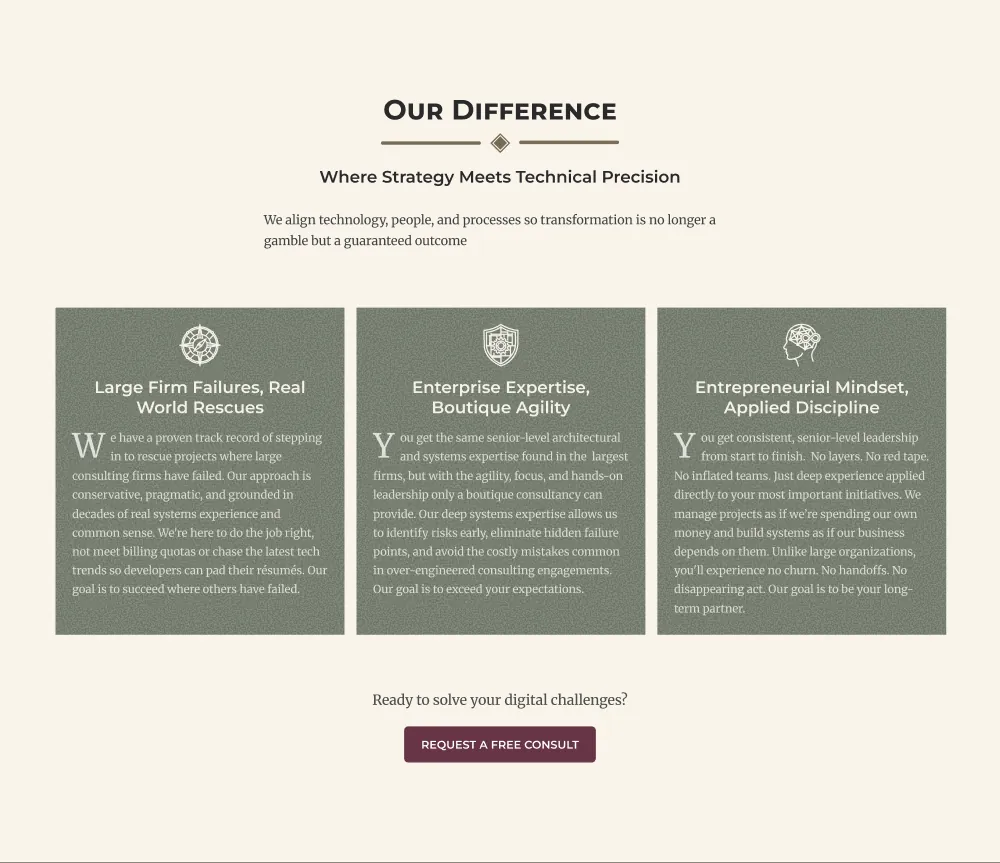 OUR DIFFERENCE
Where Strategy Meets Technical Precision
We align technology, people, and processes so transformation is no longer a
gamble but a guaranteed outcome
Large Firm Failures, Real
World Rescues
We have a proven track record of stepping
in to rescue projects where large
consulting firms have failed. Our approach is
conservative, pragmatic, and grounded in
decades of real systems experience and
common sense. We're here to do the job right,
not meet billing quotas or chase the latest tech
trends so developers can pad their résumés. Our
goal is to succeed where others have failed.
Enterprise Expertise,
Boutique Agility
You get the same senior-level architectural
and systems expertise found in the largest
firms, but with the agility, focus, and hands-on
leadership only a boutique consultancy can
provide. Our deep systems expertise allows us
to identify risks early, eliminate hidden failure
points, and avoid the costly mistakes common
in over-engineered consulting engagements.
Our goal is to exceed your expectations.
Entrepreneurial Mindset,
Applied Discipline
You get consistent, senior-level leadership
from start to finish. No layers. No red tape.
No inflated teams. Just deep experience applied
directly to your most important initiatives. We
manage projects as if we're spending our own
money and build systems as if our business
depends on them. Unlike large organizations,
you'll experience no churn. No handoffs. No
disappearing act. Our goal is to be your long-
term partner.
Ready to solve your digital challenges?
REQUEST A FREE CONSULT